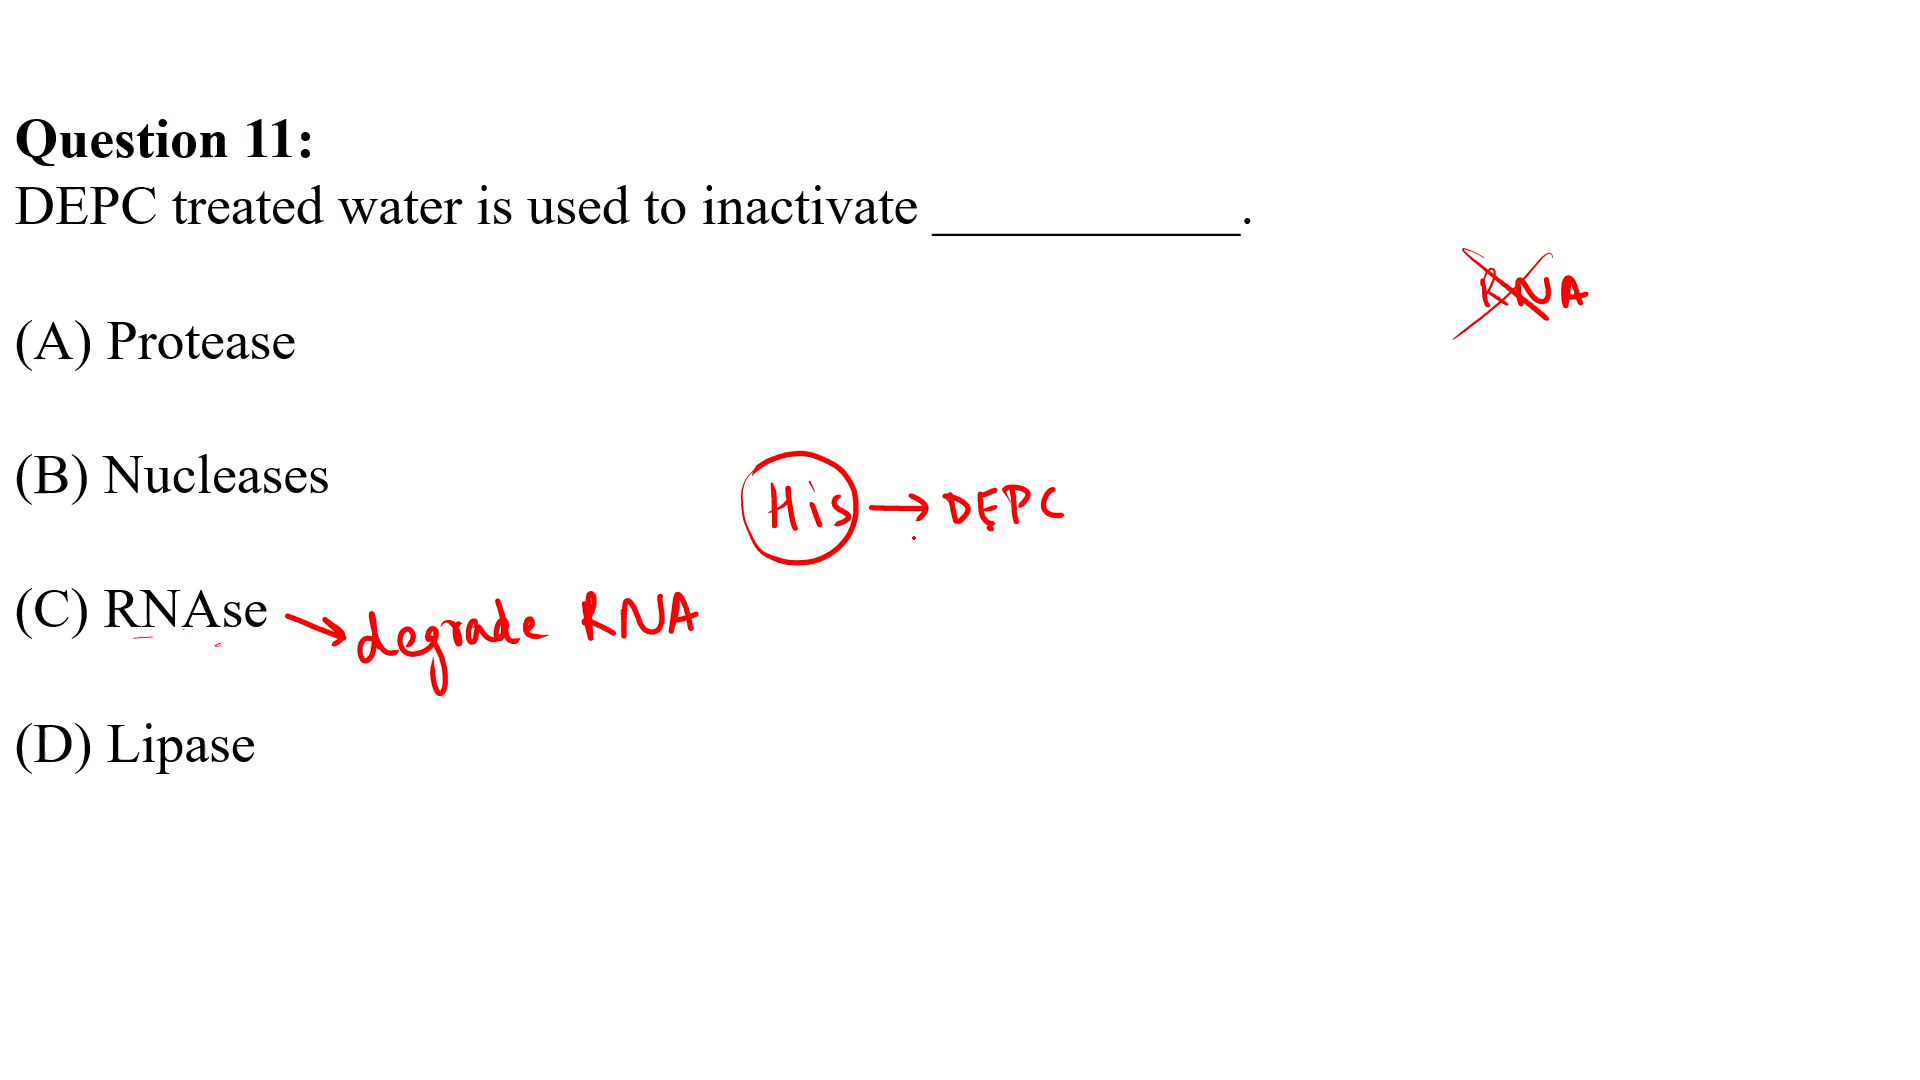 Question 11:
DEPC treated water is used to inactivate ___________.
RNA
(A) Protease
(B) Nucleases
His → DEPC
(C) RNAse → degrade RNA
(D) Lipase